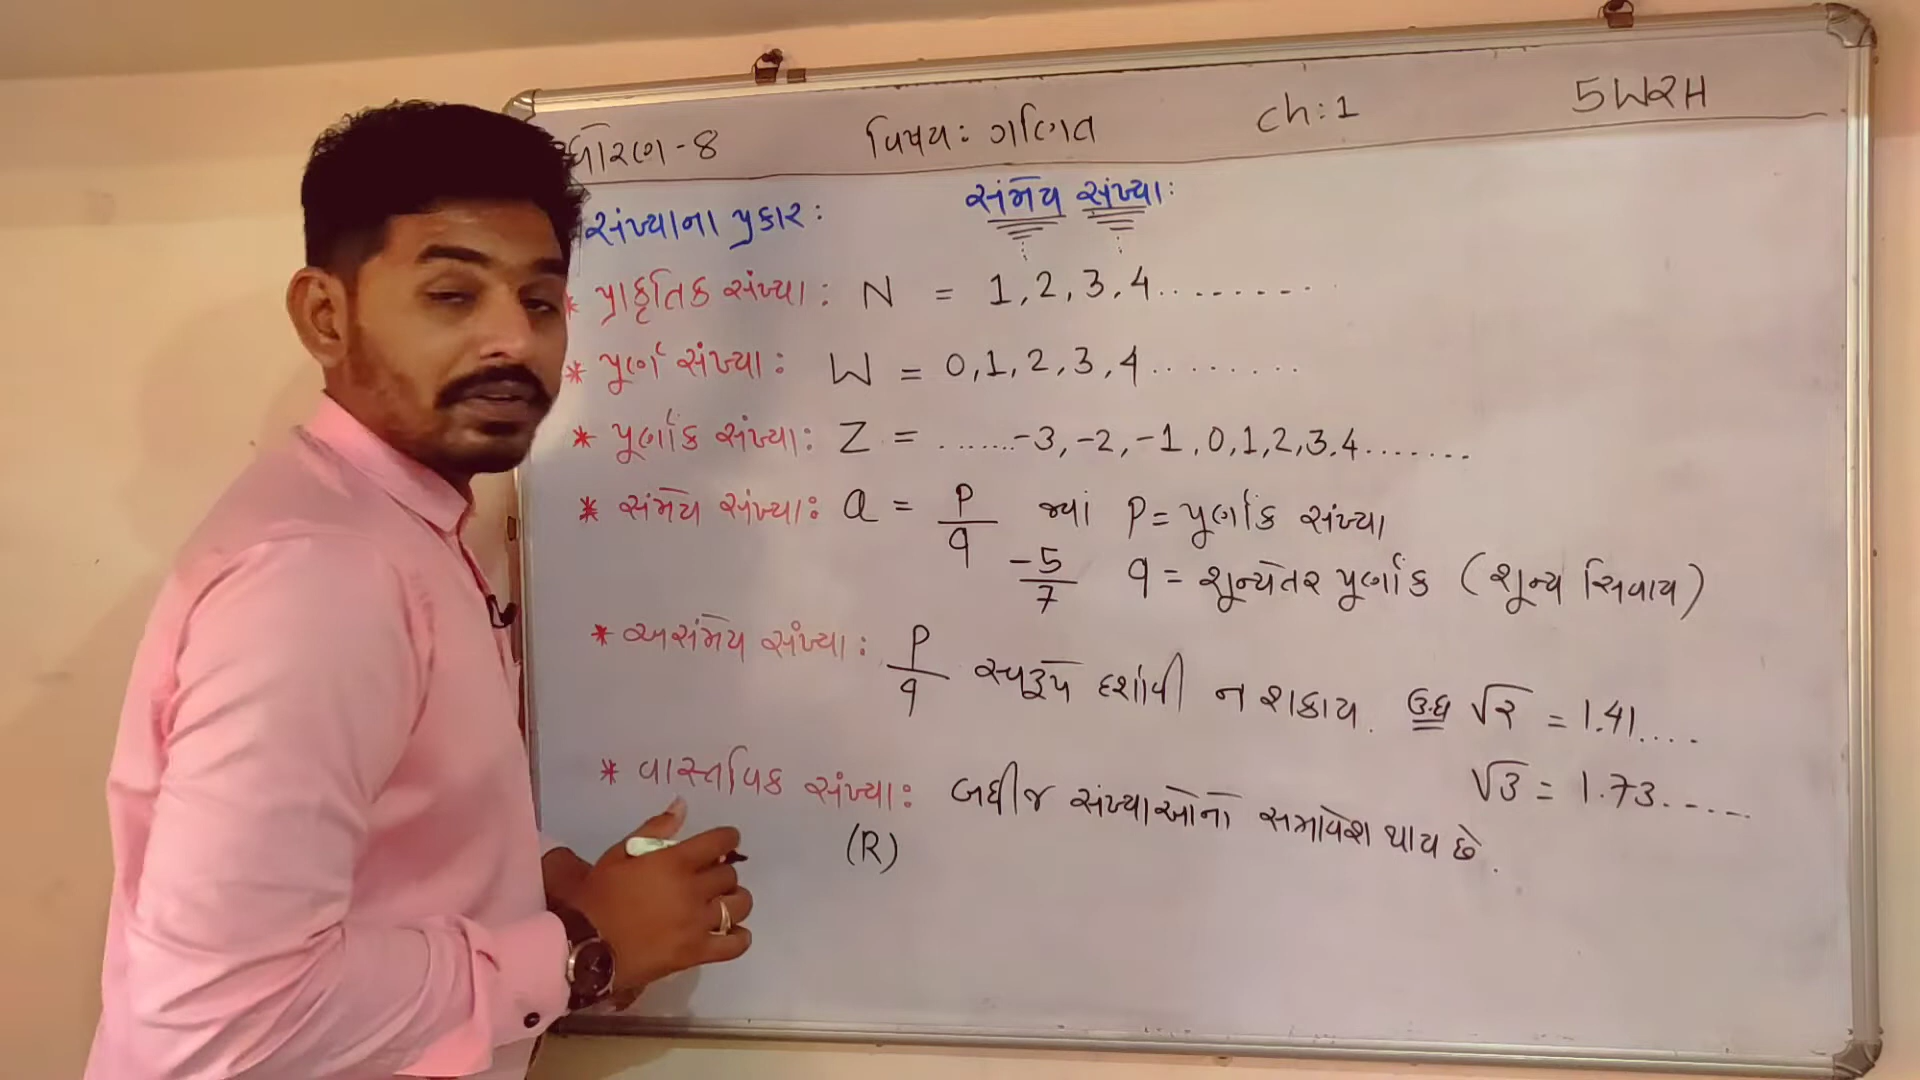 ધોરણ-8 વિષય: ગણિત ch:1 5W2H
સંખ્યાના પ્રકાર: સંમેય સંખ્યા:
* પ્રાકૃતિક સંખ્યા: N = 1,2,3,4.........
* પૂર્ણ સંખ્યા: W = 0,1,2,3,4........
* પૂર્ણાંક સંખ્યા: Z = ......-3,-2,-1,0,1,2,3.4.......
* સંમેય સંખ્યા: Q = p/q જ્યાં P= પૂર્ણાંક સંખ્યા
-5/7 q = શૂન્યેતર પૂર્ણાંક (શૂન્ય સિવાય)
* અસંમેય સંખ્યા: P/q સ્વરૂપે દર્શાવી ન શકાય. ઉ.દા √2 = 1.41....
√3 = 1.73.....
* વાસ્તવિક સંખ્યા: બધીજ સંખ્યાઓનો સમાવેશ થાય છે.
(R)